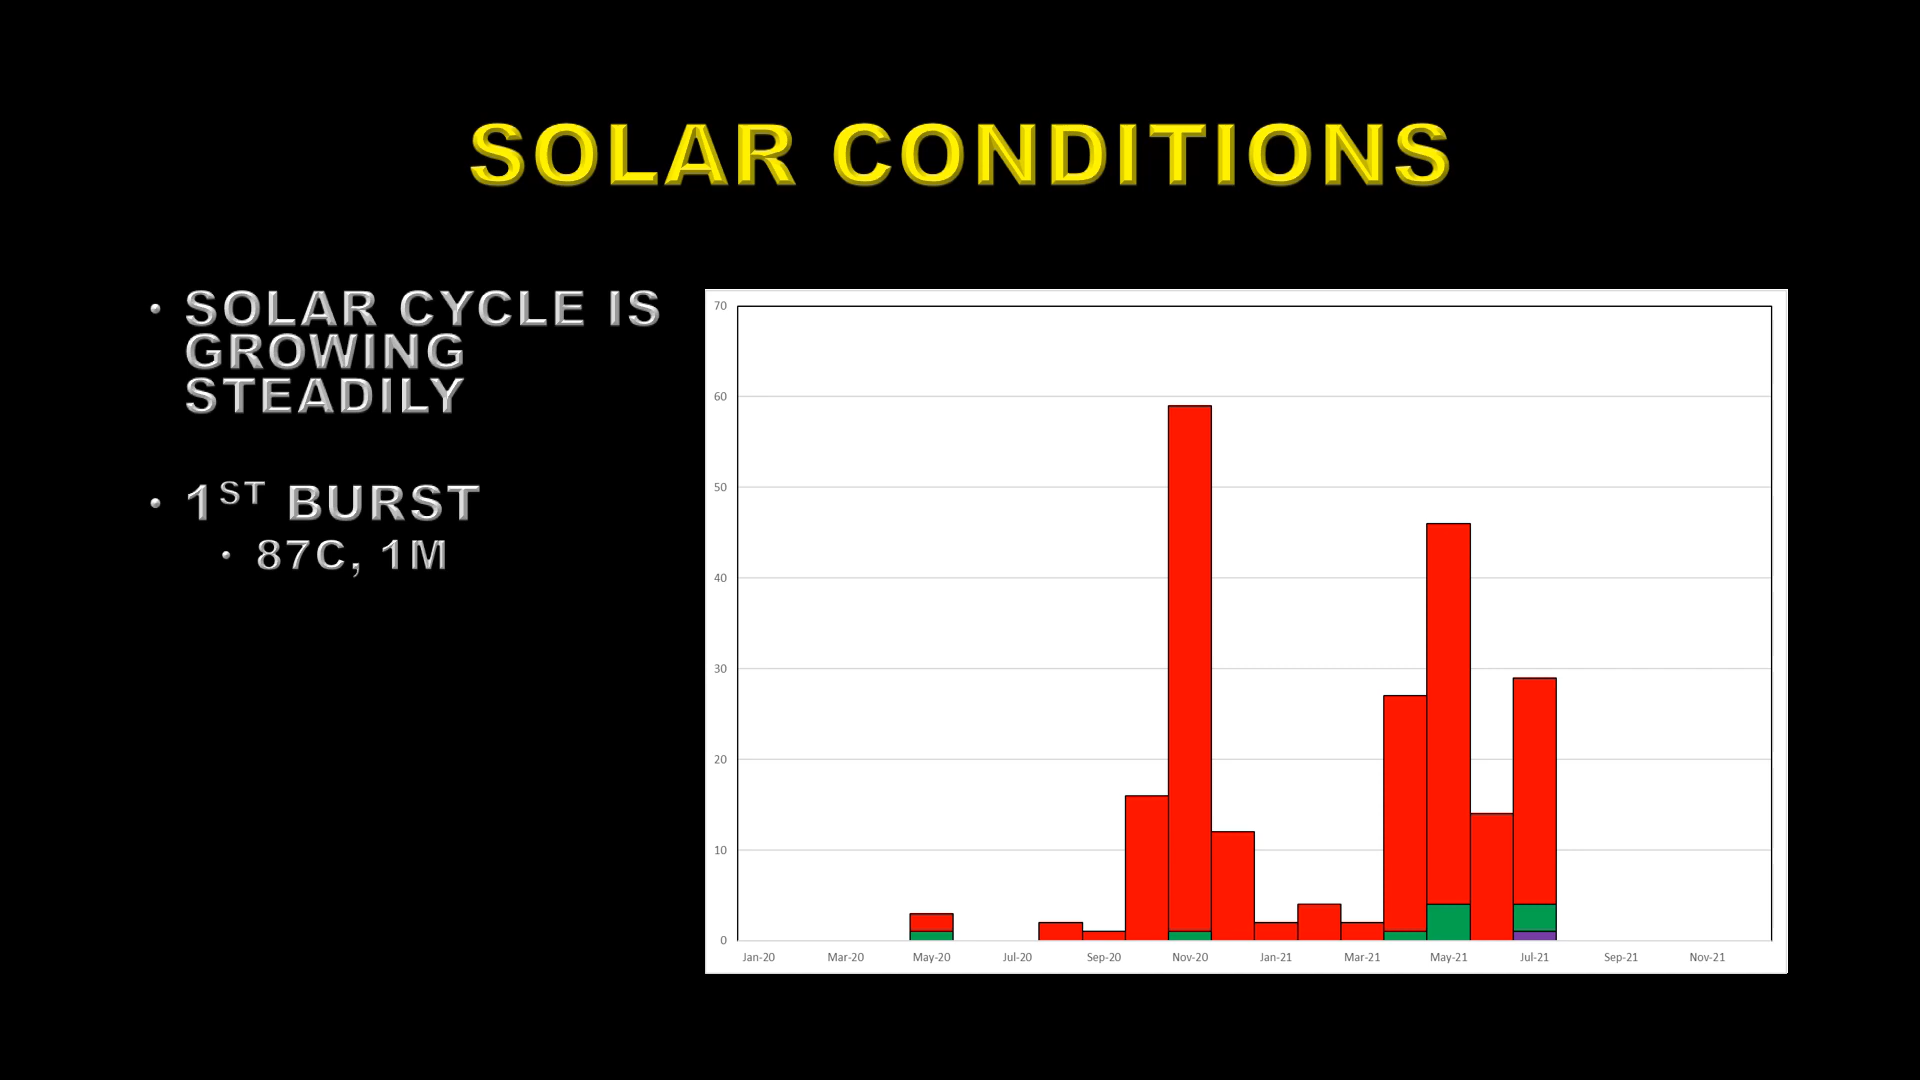 SOLAR CONDITIONS
• SOLAR CYCLE IS
GROWING
STEADILY
• 1ST BURST
• 87C, 1M
70
60
50
40
30
20
10
0
Jan-20 Mar-20 May-20 Jul-20 Sep-20 Nov-20 Jan-21 Mar-21 May-21 Jul-21 Sep-21 Nov-21